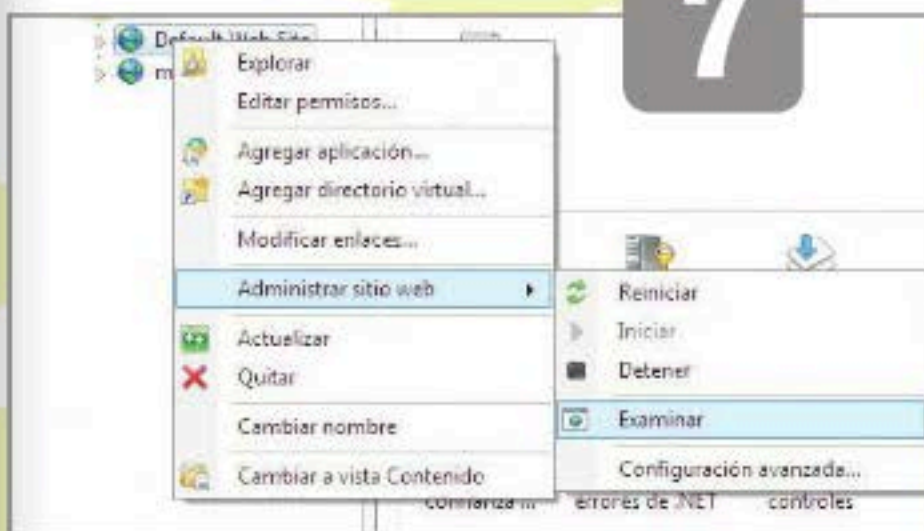 7
Default Web Site
m
Explorar
Editar permisos...
Agregar aplicación...
Agregar directorio virtual...
Modificar enlaces...
Administrar sitio web
Actualizar
Quitar
Cambiar nombre
Cambiar a vista Contenido
Reiniciar
Iniciar
Detener
Examinar
Configuración avanzada...
confianza ... errores de .NET controles